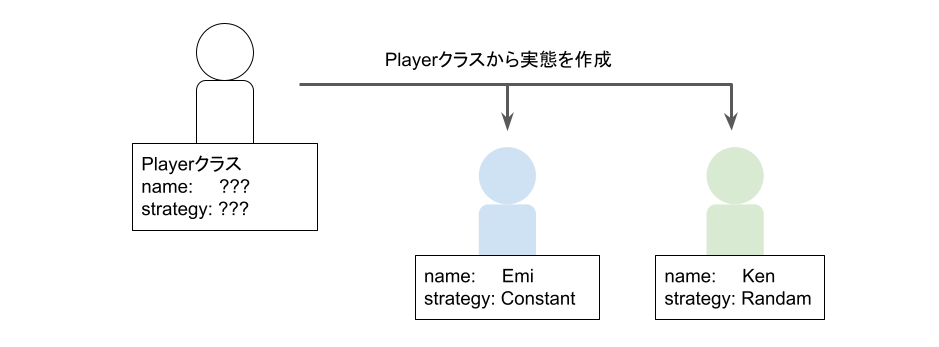 Playerクラスから実態を作成
Playerクラス
name: ???
strategy: ???
name: Emi
strategy: Constant
name: Ken
strategy: Randam